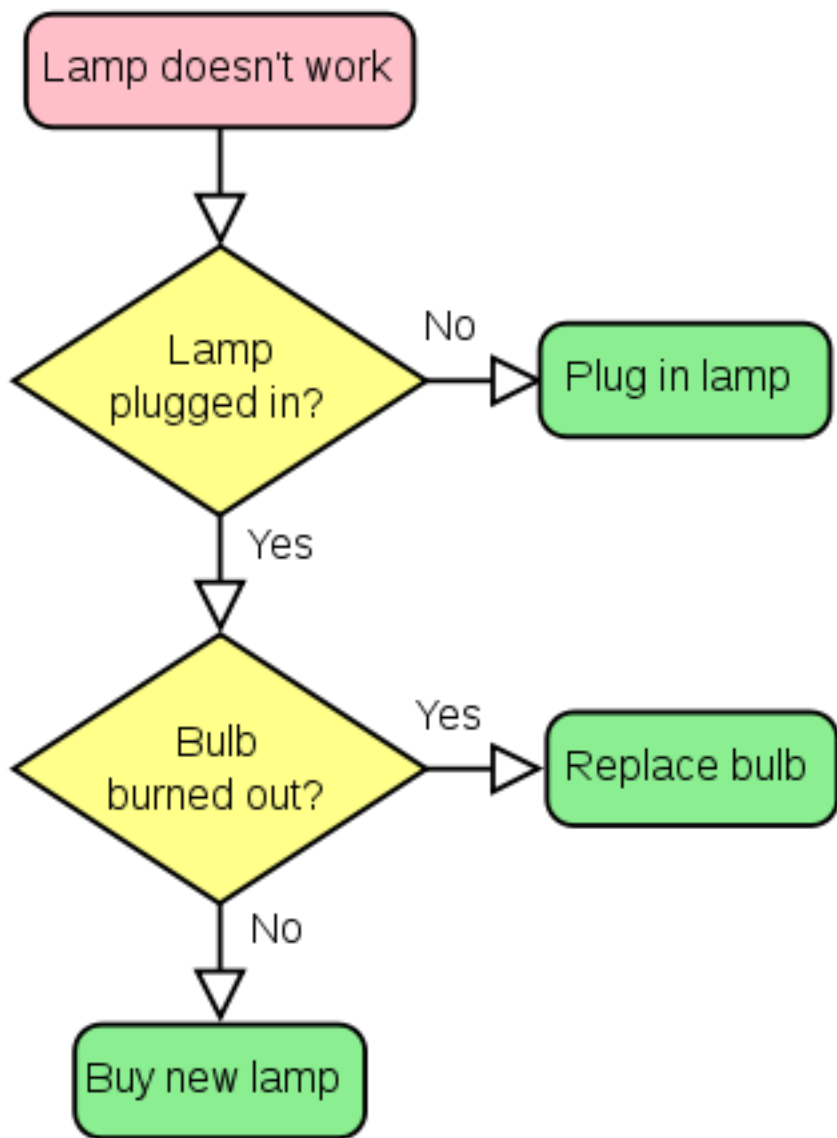 Lamp doesn't work
Lamp
plugged in?
No
Plug in lamp
Yes
Bulb
burned out?
Yes
Replace bulb
No
Buy new lamp